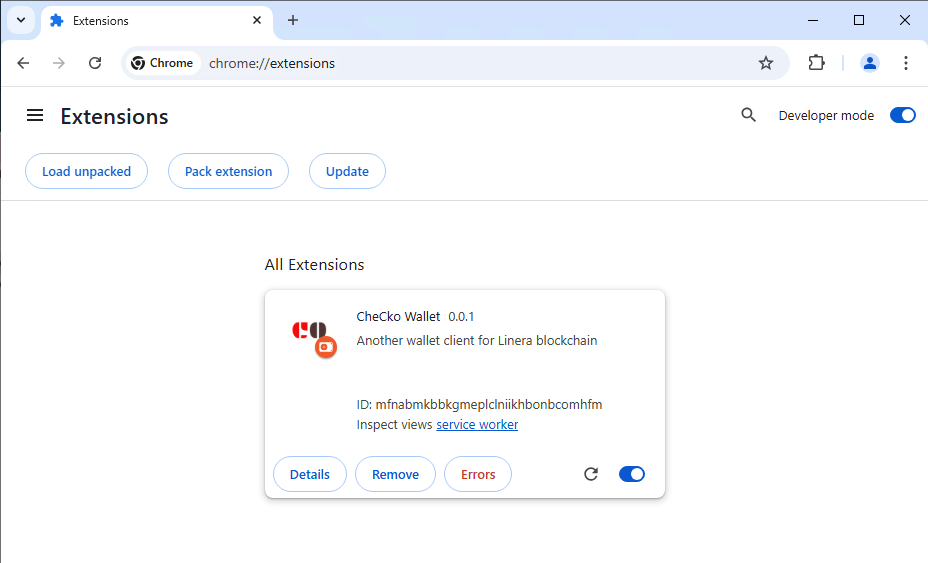 Extensions
Chrome chrome://extensions
Extensions
Developer mode
Load unpacked Pack extension Update
All Extensions
CheCko Wallet 0.0.1
Another wallet client for Linera blockchain
ID: mfnabmkbbkgmeplclniikhbonbcomhfm
Inspect views service worker
Details Remove Errors